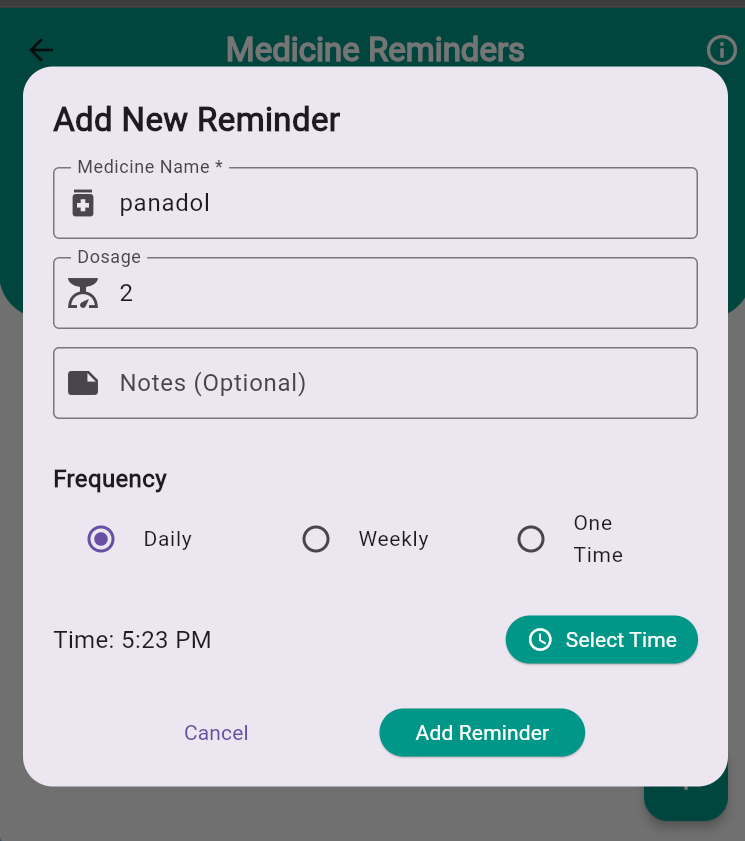 Medicine Reminders
Add New Reminder
Medicine Name *
panadol
Dosage
2
Notes (Optional)
Frequency
Daily
Weekly
One
Time
Time: 5:23 PM
Select Time
Cancel
Add Reminder